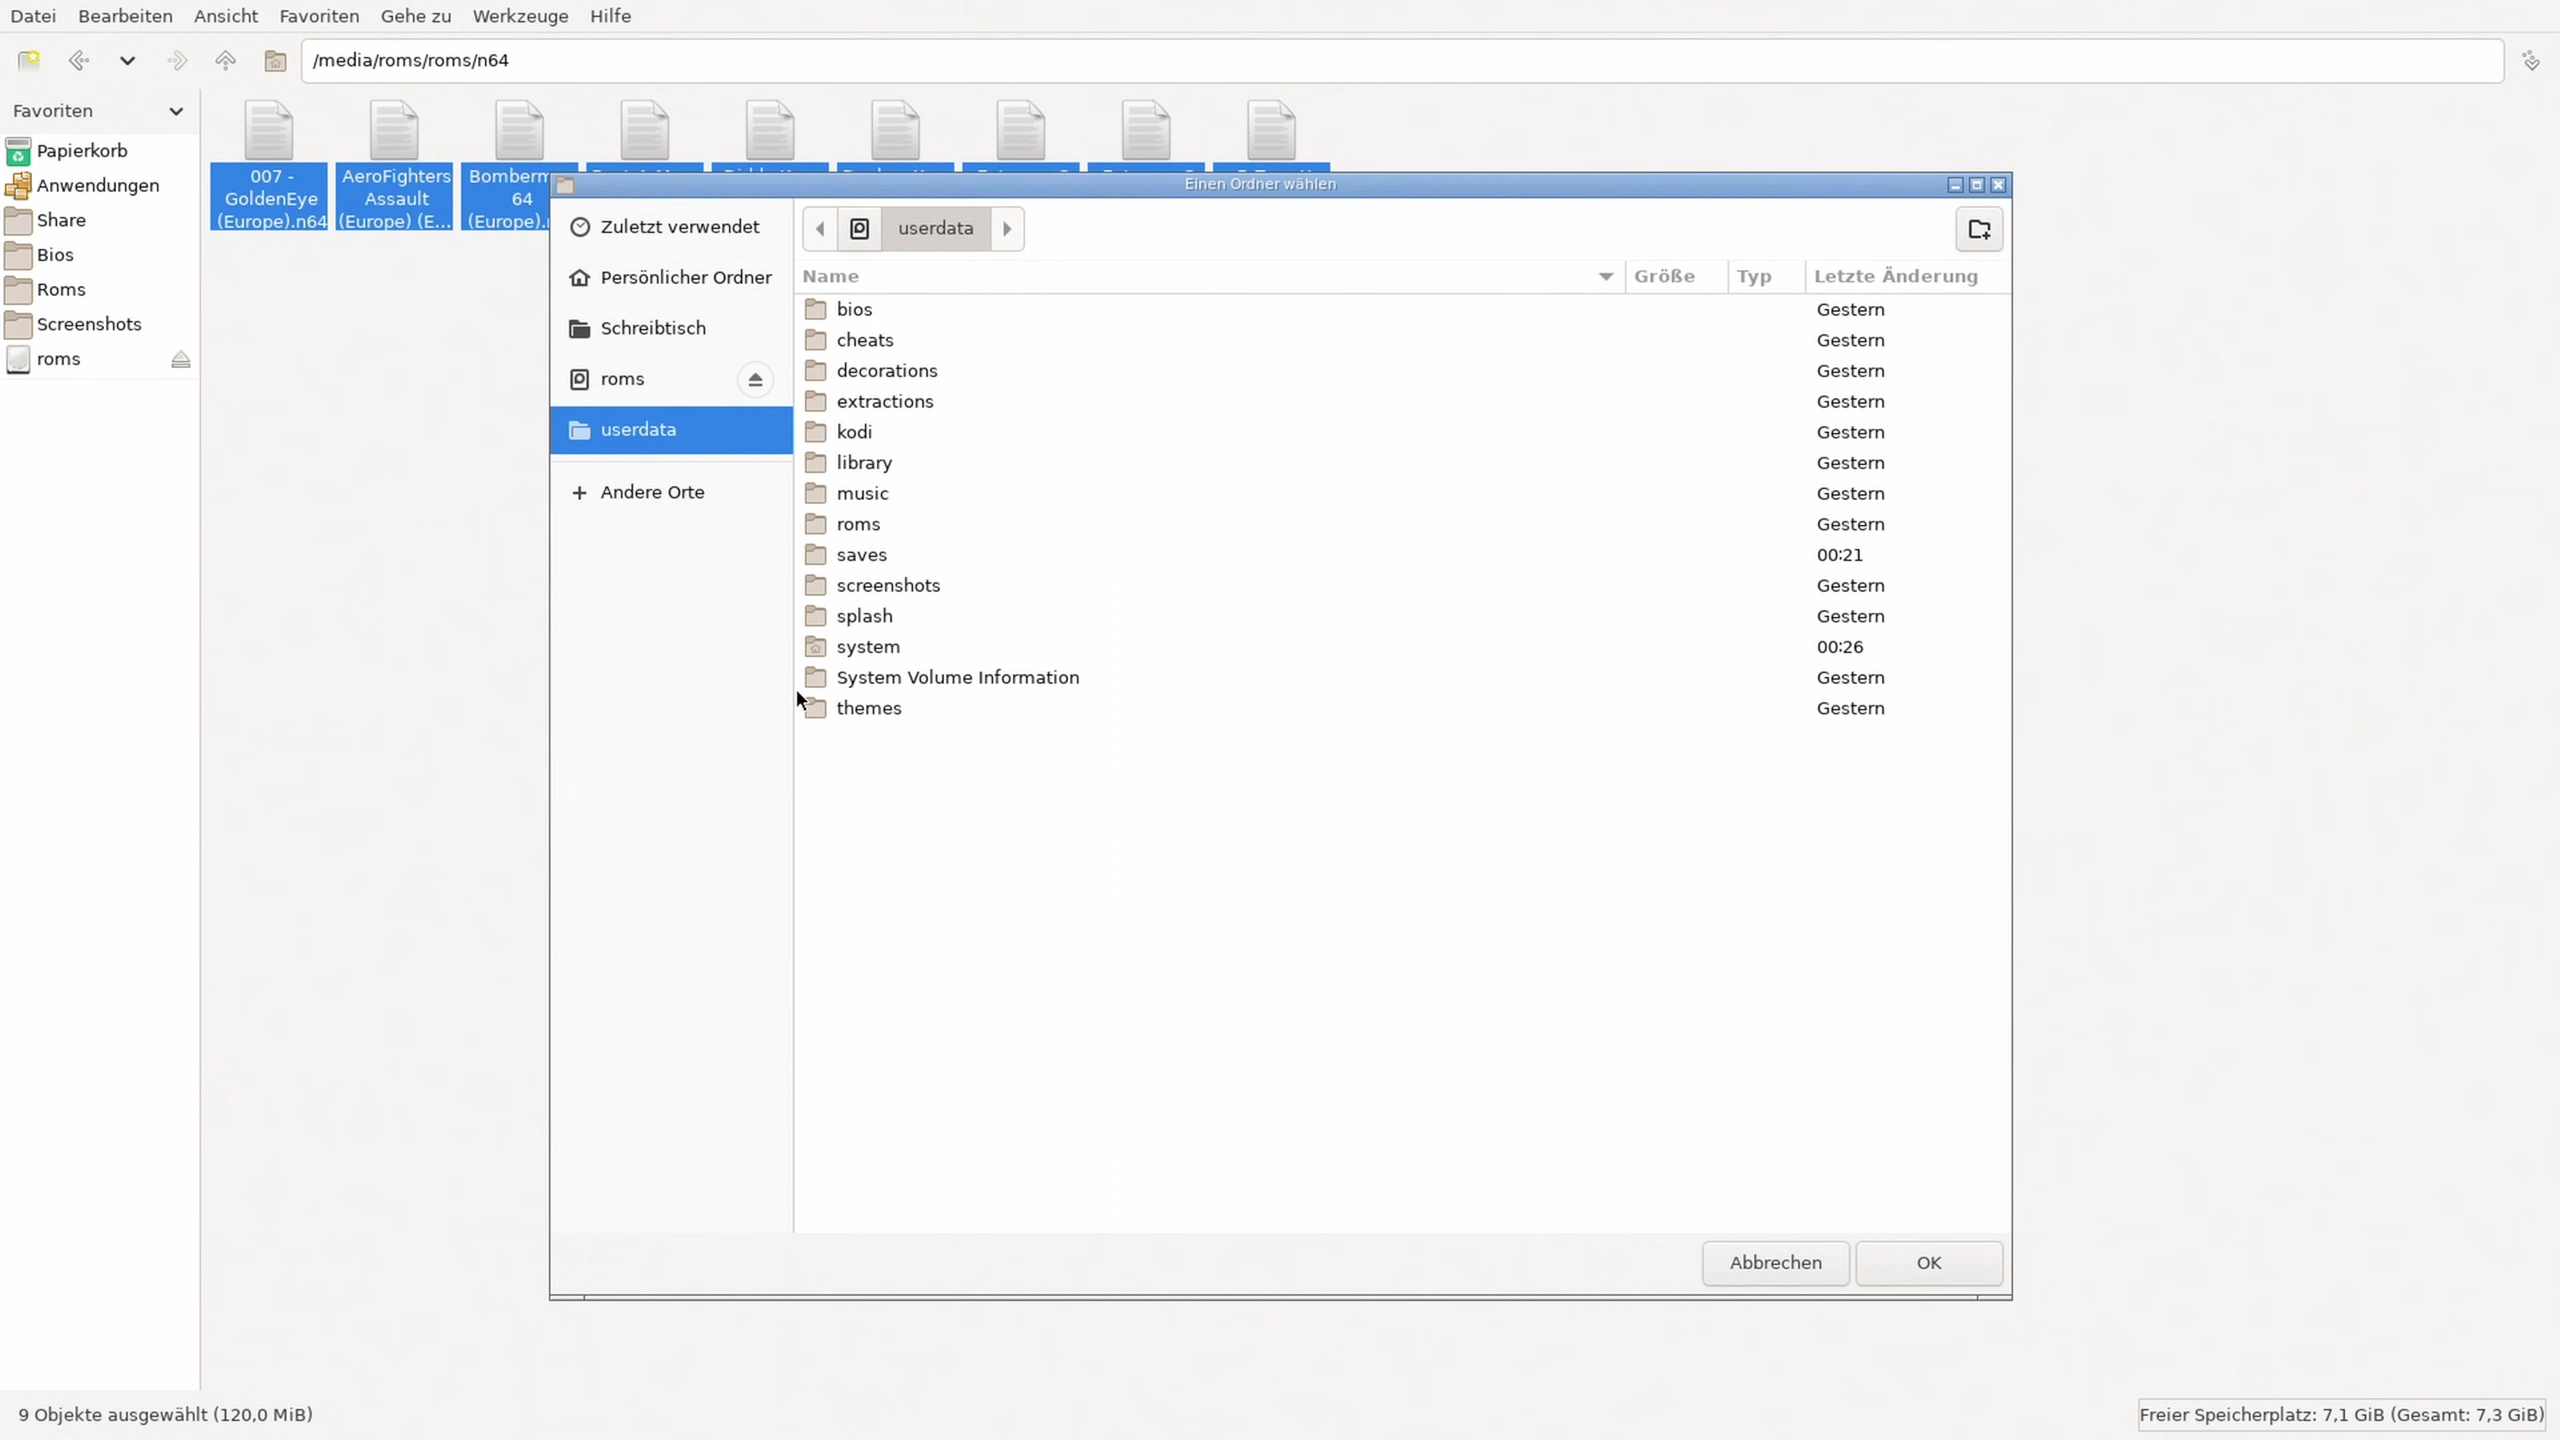 Datei Bearbeiten Ansicht Favoriten Gehe zu Werkzeuge Hilfe
/media/roms/roms/n64
Favoriten
Papierkorb
Anwendungen
Share
Bios
Roms
Screenshots
roms
007 -
GoldenEye
(Europe).n64
AeroFighters
Assault
(Europe) (E...
Bomberm
64
(Europe).
Einen Ordner wählen
Zuletzt verwendet
Persönlicher Ordner
Schreibtisch
roms
userdata
Andere Orte
userdata
Name Größe Typ Letzte Änderung
bios Gestern
cheats Gestern
decorations Gestern
extractions Gestern
kodi Gestern
library Gestern
music Gestern
roms Gestern
saves 00:21
screenshots Gestern
splash Gestern
system 00:26
System Volume Information Gestern
themes Gestern
Abbrechen OK
9 Objekte ausgewählt (120,0 MiB)
Freier Speicherplatz: 7,1 GiB (Gesamt: 7,3 GiB)